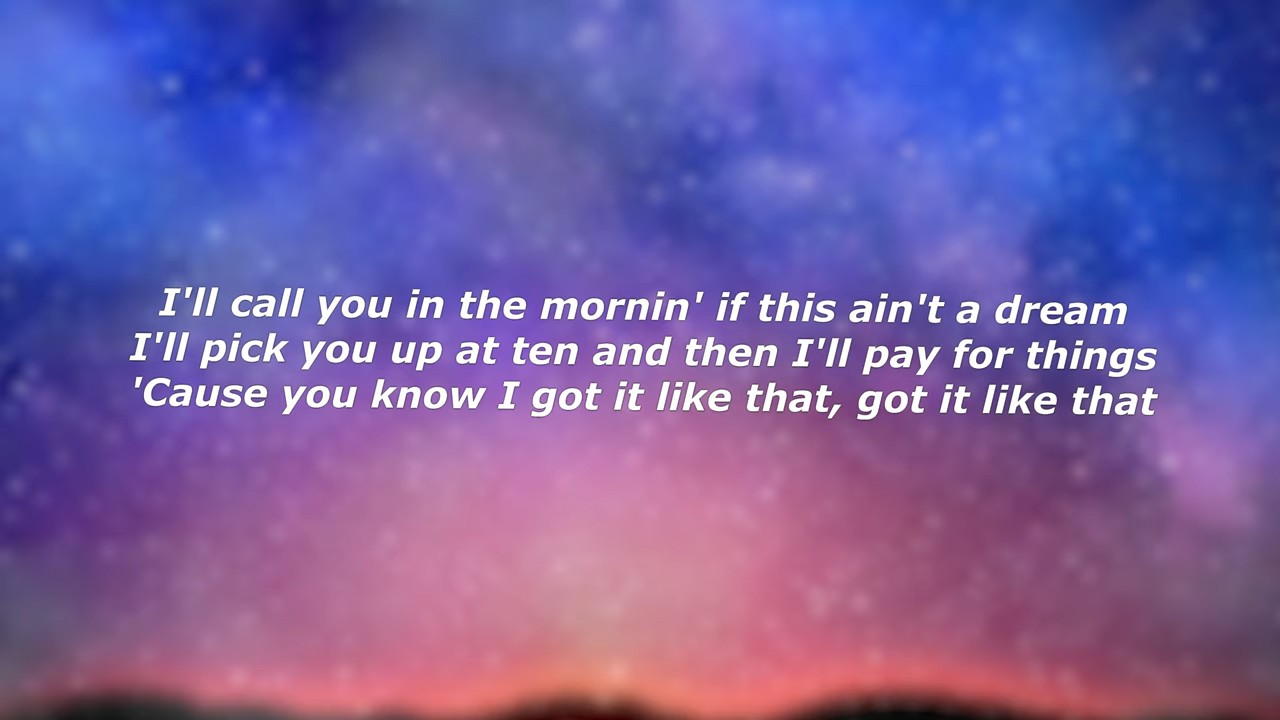 I'll call you in the mornin' if this ain't a dream
I'll pick you up at ten and then I'll pay for things
'Cause you know I got it like that, got it like that